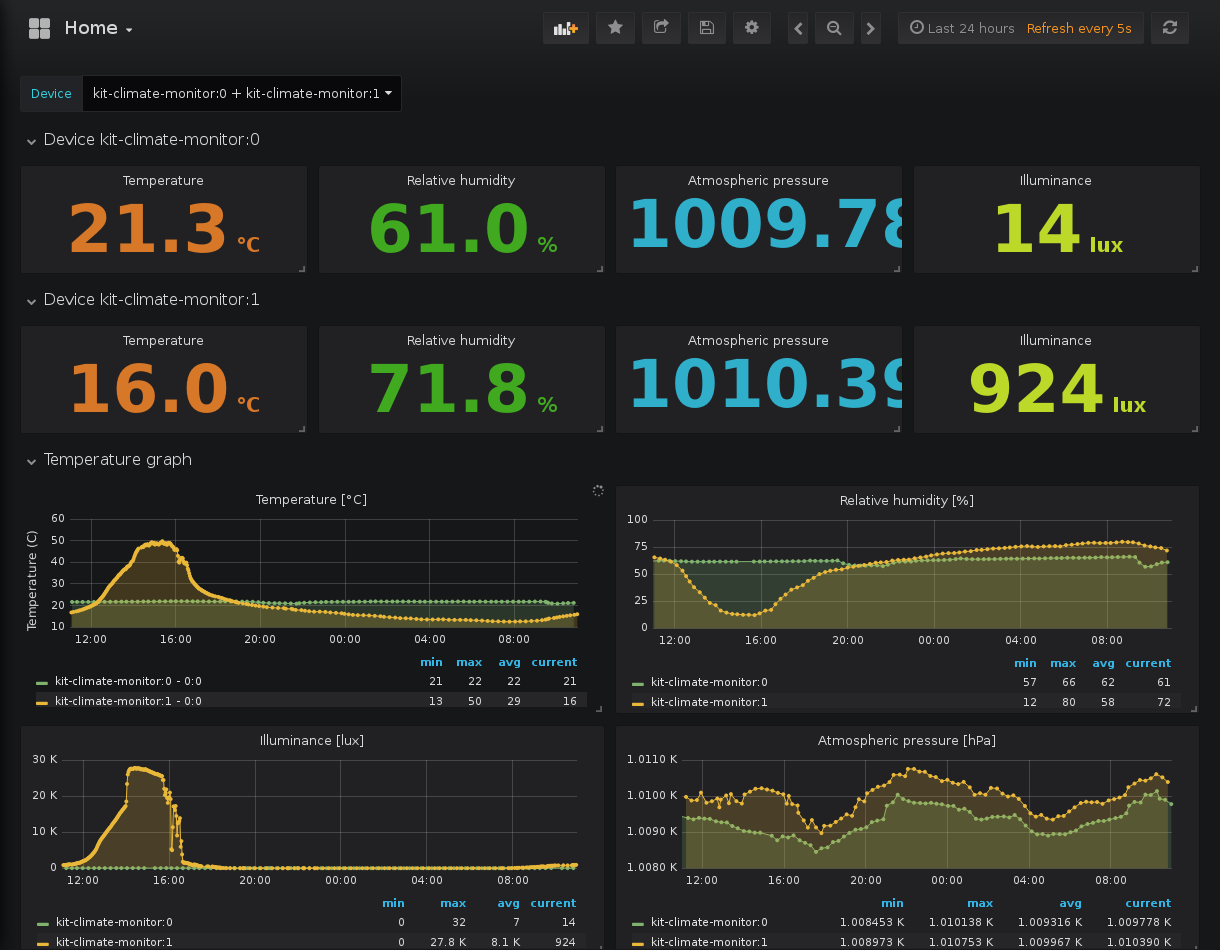 Home
Last 24 hours Refresh every 5s
Device kit-climate-monitor:0 + kit-climate-monitor:1
Device kit-climate-monitor:0
Temperature Relative humidity Atmospheric pressure Illuminance
21.3 °C 61.0 % 1009.78 14 lux
Device kit-climate-monitor:1
Temperature Relative humidity Atmospheric pressure Illuminance
16.0 °C 71.8 % 1010.39 924 lux
Temperature graph
Temperature [°C]
Temperature (C)
60
50
40
30
20
10
12:00 16:00 20:00 00:00 04:00 08:00
min max avg current
kit-climate-monitor:0 - 0:0 21 22 22 21
kit-climate-monitor:1 - 0:0 13 50 29 16
Relative humidity [%]
100
75
50
25
0
12:00 16:00 20:00 00:00 04:00 08:00
min max avg current
kit-climate-monitor:0 57 66 62 61
kit-climate-monitor:1 12 80 58 72
Illuminance [lux]
30 K
20 K
10 K
0
12:00 16:00 20:00 00:00 04:00 08:00
min max avg current
kit-climate-monitor:0 0 32 7 14
kit-climate-monitor:1 0 27.8 K 8.1 K 924
Atmospheric pressure [hPa]
1.0110 K
1.0100 K
1.0090 K
1.0080 K
12:00 16:00 20:00 00:00 04:00 08:00
min max avg current
kit-climate-monitor:0 1.008453 K 1.010138 K 1.009316 K 1.009778 K
kit-climate-monitor:1 1.008973 K 1.010753 K 1.009967 K 1.010390 K